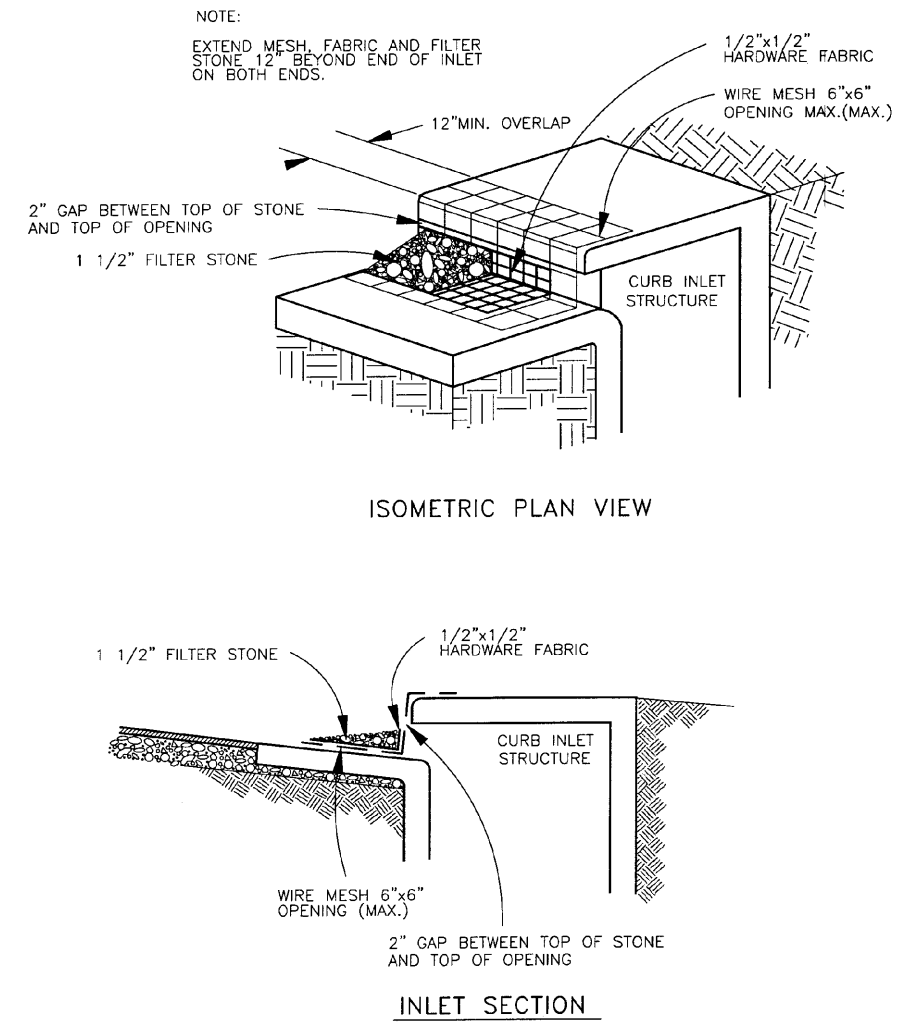 NOTE:
EXTEND MESH, FABRIC AND FILTER
STONE 12" BEYOND END OF INLET
ON BOTH ENDS.
1/2"x1/2"
HARDWARE FABRIC
WIRE MESH 6"x6"
OPENING MAX.(MAX.)
12"MIN. OVERLAP
2" GAP BETWEEN TOP OF STONE
AND TOP OF OPENING
1 1/2" FILTER STONE
CURB INLET
STRUCTURE
ISOMETRIC PLAN VIEW
1/2"x1/2"
HARDWARE FABRIC
1 1/2" FILTER STONE
CURB INLET
STRUCTURE
WIRE MESH 6"x6"
OPENING (MAX.)
2" GAP BETWEEN TOP OF STONE
AND TOP OF OPENING
INLET SECTION